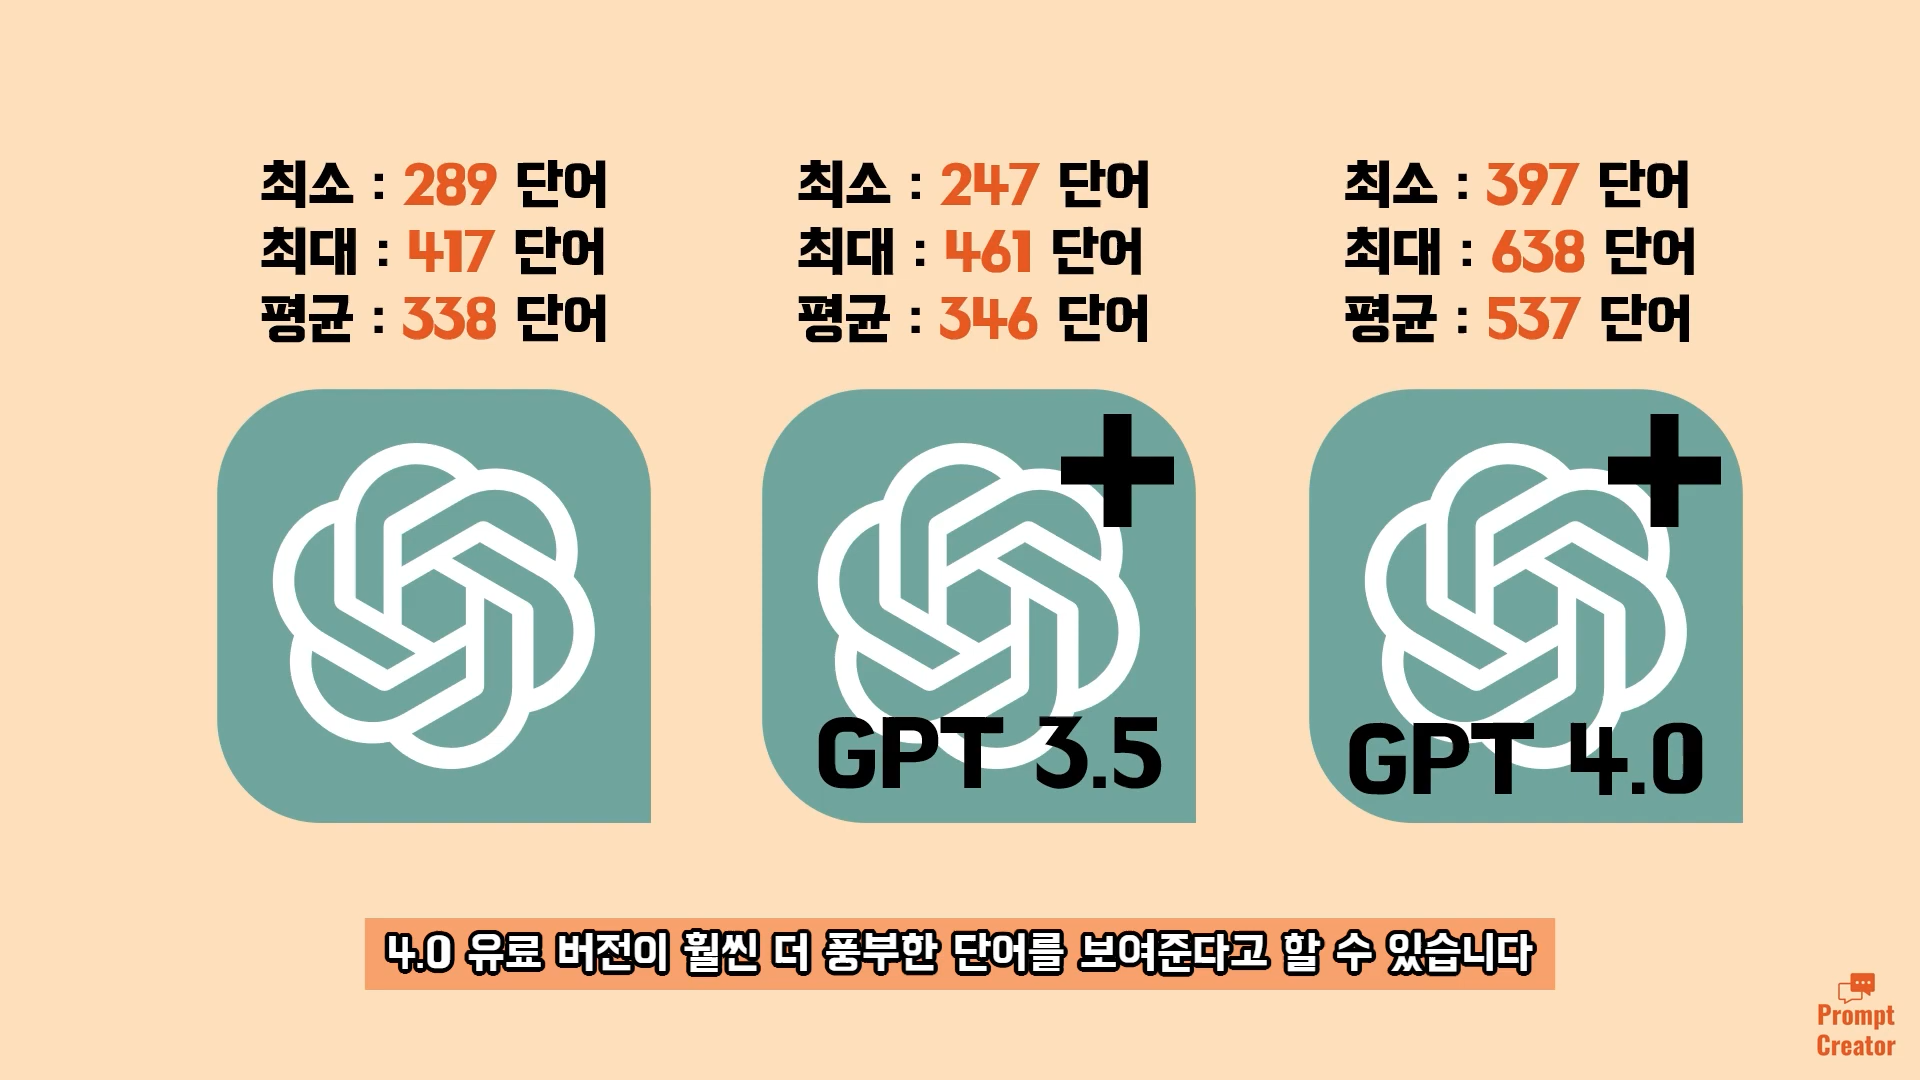 최소 : 289 단어
최대 : 417 단어
평균 : 338 단어
최소 : 247 단어
최대 : 461 단어
평균 : 346 단어
최소 : 397 단어
최대 : 638 단어
평균 : 537 단어
+
GPT 3.5
+
GPT 4.0
4.0 유료 버전이 훨씬 더 풍부한 단어를 보여준다고 할 수 있습니다
Prompt
Creator